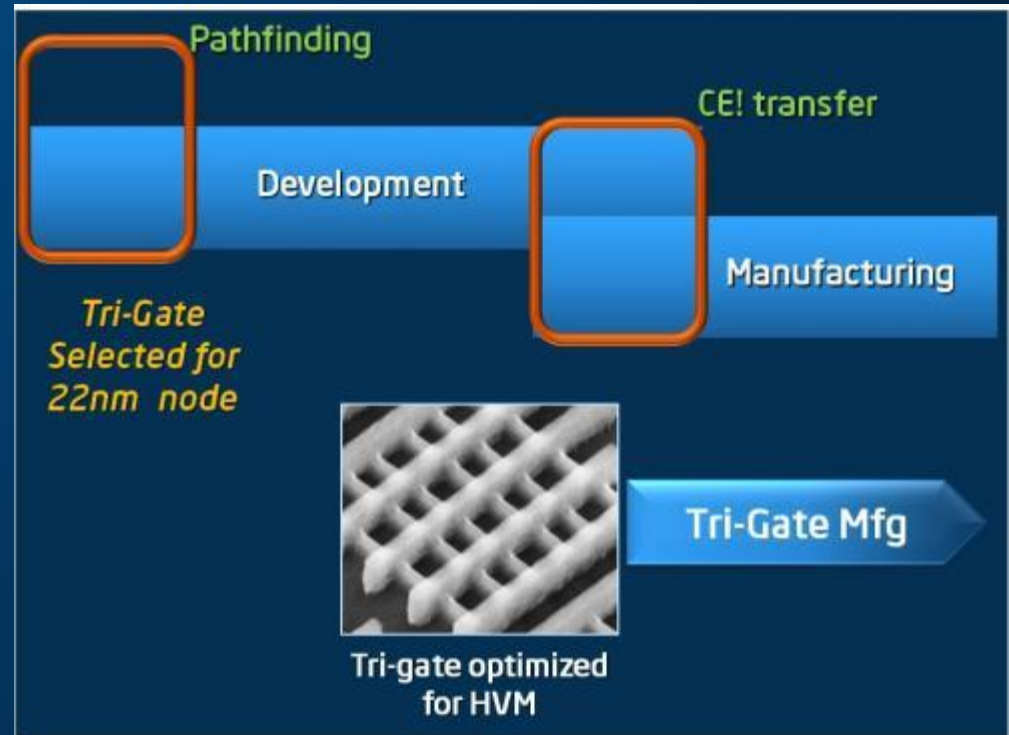 Pathfinding
CE! transfer
Development
Manufacturing
Tri-Gate
Selected for
22nm node
Tri-Gate Mfg
Tri-gate optimized
for HVM